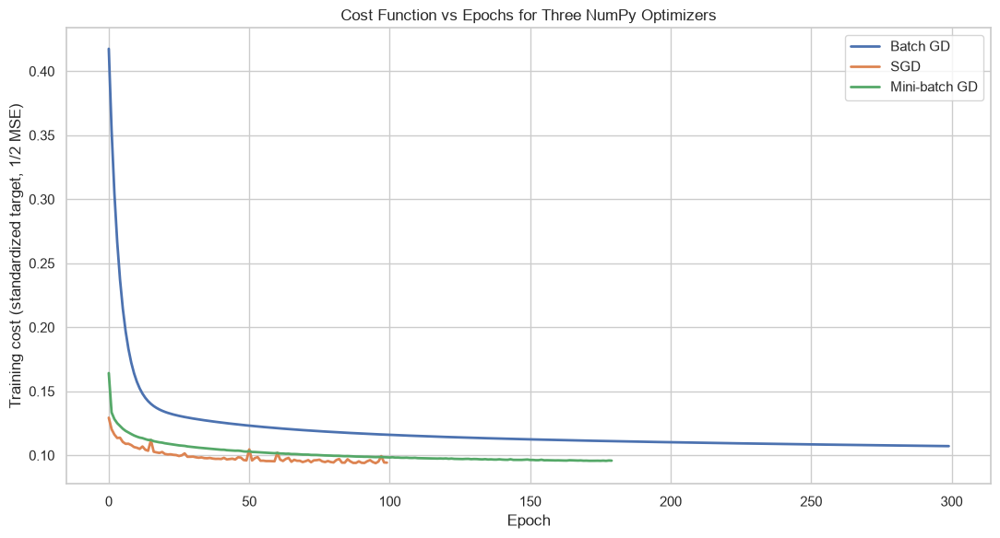 Cost Function vs Epochs for Three NumPy Optimizers
Batch GD
SGD
Mini-batch GD
Training cost (standardized target, 1/2 MSE)
0.40
0.35
0.30
0.25
0.20
0.15
0.10
0
50
100
150
200
250
300
Epoch